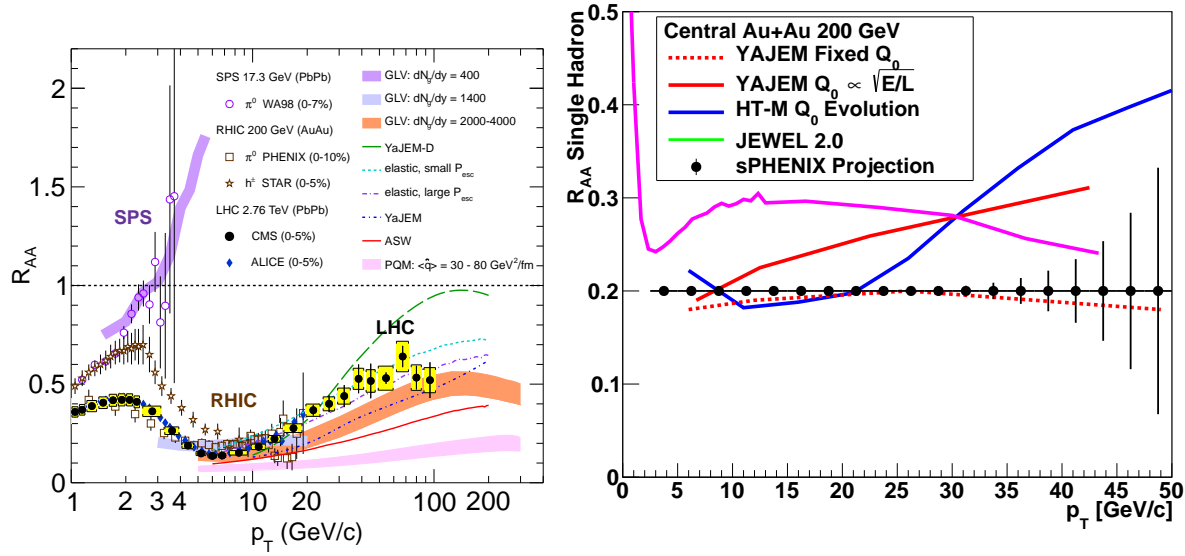 SPS 17.3 GeV (PbPb)
π⁰ WA98 (0-7%)
RHIC 200 GeV (AuAu)
π⁰ PHENIX (0-10%)
h± STAR (0-5%)
LHC 2.76 TeV (PbPb)
CMS (0-5%)
ALICE (0-5%)
GLV: dN_g/dy = 400
GLV: dN_g/dy = 1400
GLV: dN_g/dy = 2000-4000
YaJEM-D
elastic, small P_esc
elastic, large P_esc
YaJEM
ASW
PQM: <q̂> = 30 - 80 GeV²/fm
SPS
RHIC
LHC
R_AA
2
1.5
1
0.5
0
1 2 3 4 10 20 100 200
p_T (GeV/c)
Central Au+Au 200 GeV
YAJEM Fixed Q₀
YAJEM Q₀ ∝ √E/L
HT-M Q₀ Evolution
JEWEL 2.0
sPHENIX Projection
R_AA Single Hadron
0.5
0.4
0.3
0.2
0.1
0 5 10 15 20 25 30 35 40 45 50
p_T [GeV/c]